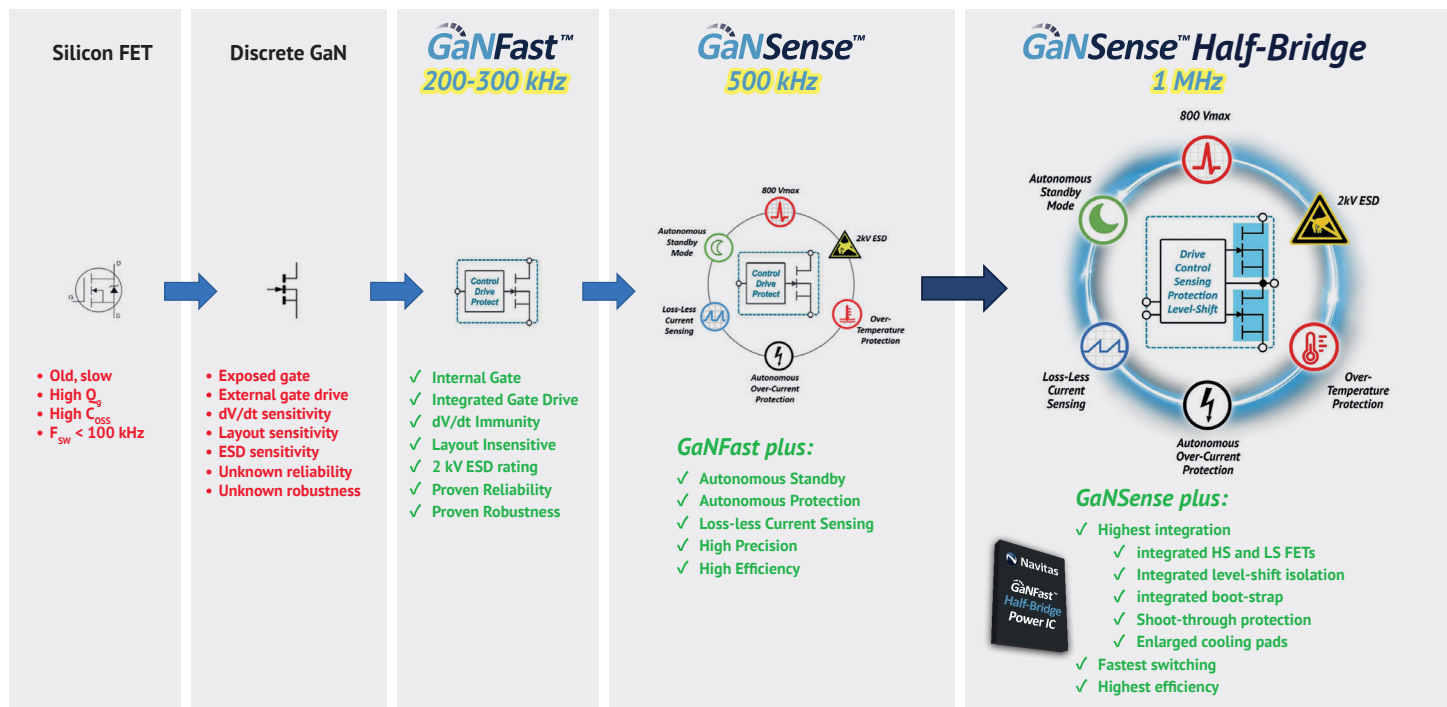 Silicon FET
D
G
S
• Old, slow
• High Qg
• High COSS
• FSW < 100 kHz
Discrete GaN
• Exposed gate
• External gate drive
• dV/dt sensitivity
• Layout sensitivity
• ESD sensitivity
• Unknown reliability
• Unknown robustness
GaNFast™
200-300 kHz
Control
Drive
Protect
✓ Internal Gate
✓ Integrated Gate Drive
✓ dV/dt Immunity
✓ Layout Insensitive
✓ 2 kV ESD rating
✓ Proven Reliability
✓ Proven Robustness
GaNSense™
500 kHz
800 Vmax
Autonomous
Standby
Mode
2kV ESD
Control
Drive
Protect
Loss-Less
Current
Sensing
Over-
Temperature
Protection
Autonomous
Over-Current
Protection
GaNFast plus:
✓ Autonomous Standby
✓ Autonomous Protection
✓ Loss-less Current Sensing
✓ High Precision
✓ High Efficiency
GaNSense™ Half-Bridge
1 MHz
800 Vmax
Autonomous
Standby
Mode
2kV ESD
Drive
Control
Sensing
Protection
Level-Shift
Loss-Less
Current
Sensing
Over-
Temperature
Protection
Autonomous
Over-Current
Protection
GaNSense plus:
✓ Highest integration
✓ integrated HS and LS FETs
✓ Integrated level-shift isolation
✓ integrated boot-strap
✓ Shoot-through protection
✓ Enlarged cooling pads
✓ Fastest switching
✓ Highest efficiency
Navitas
GaNFast™
Half-Bridge
Power IC